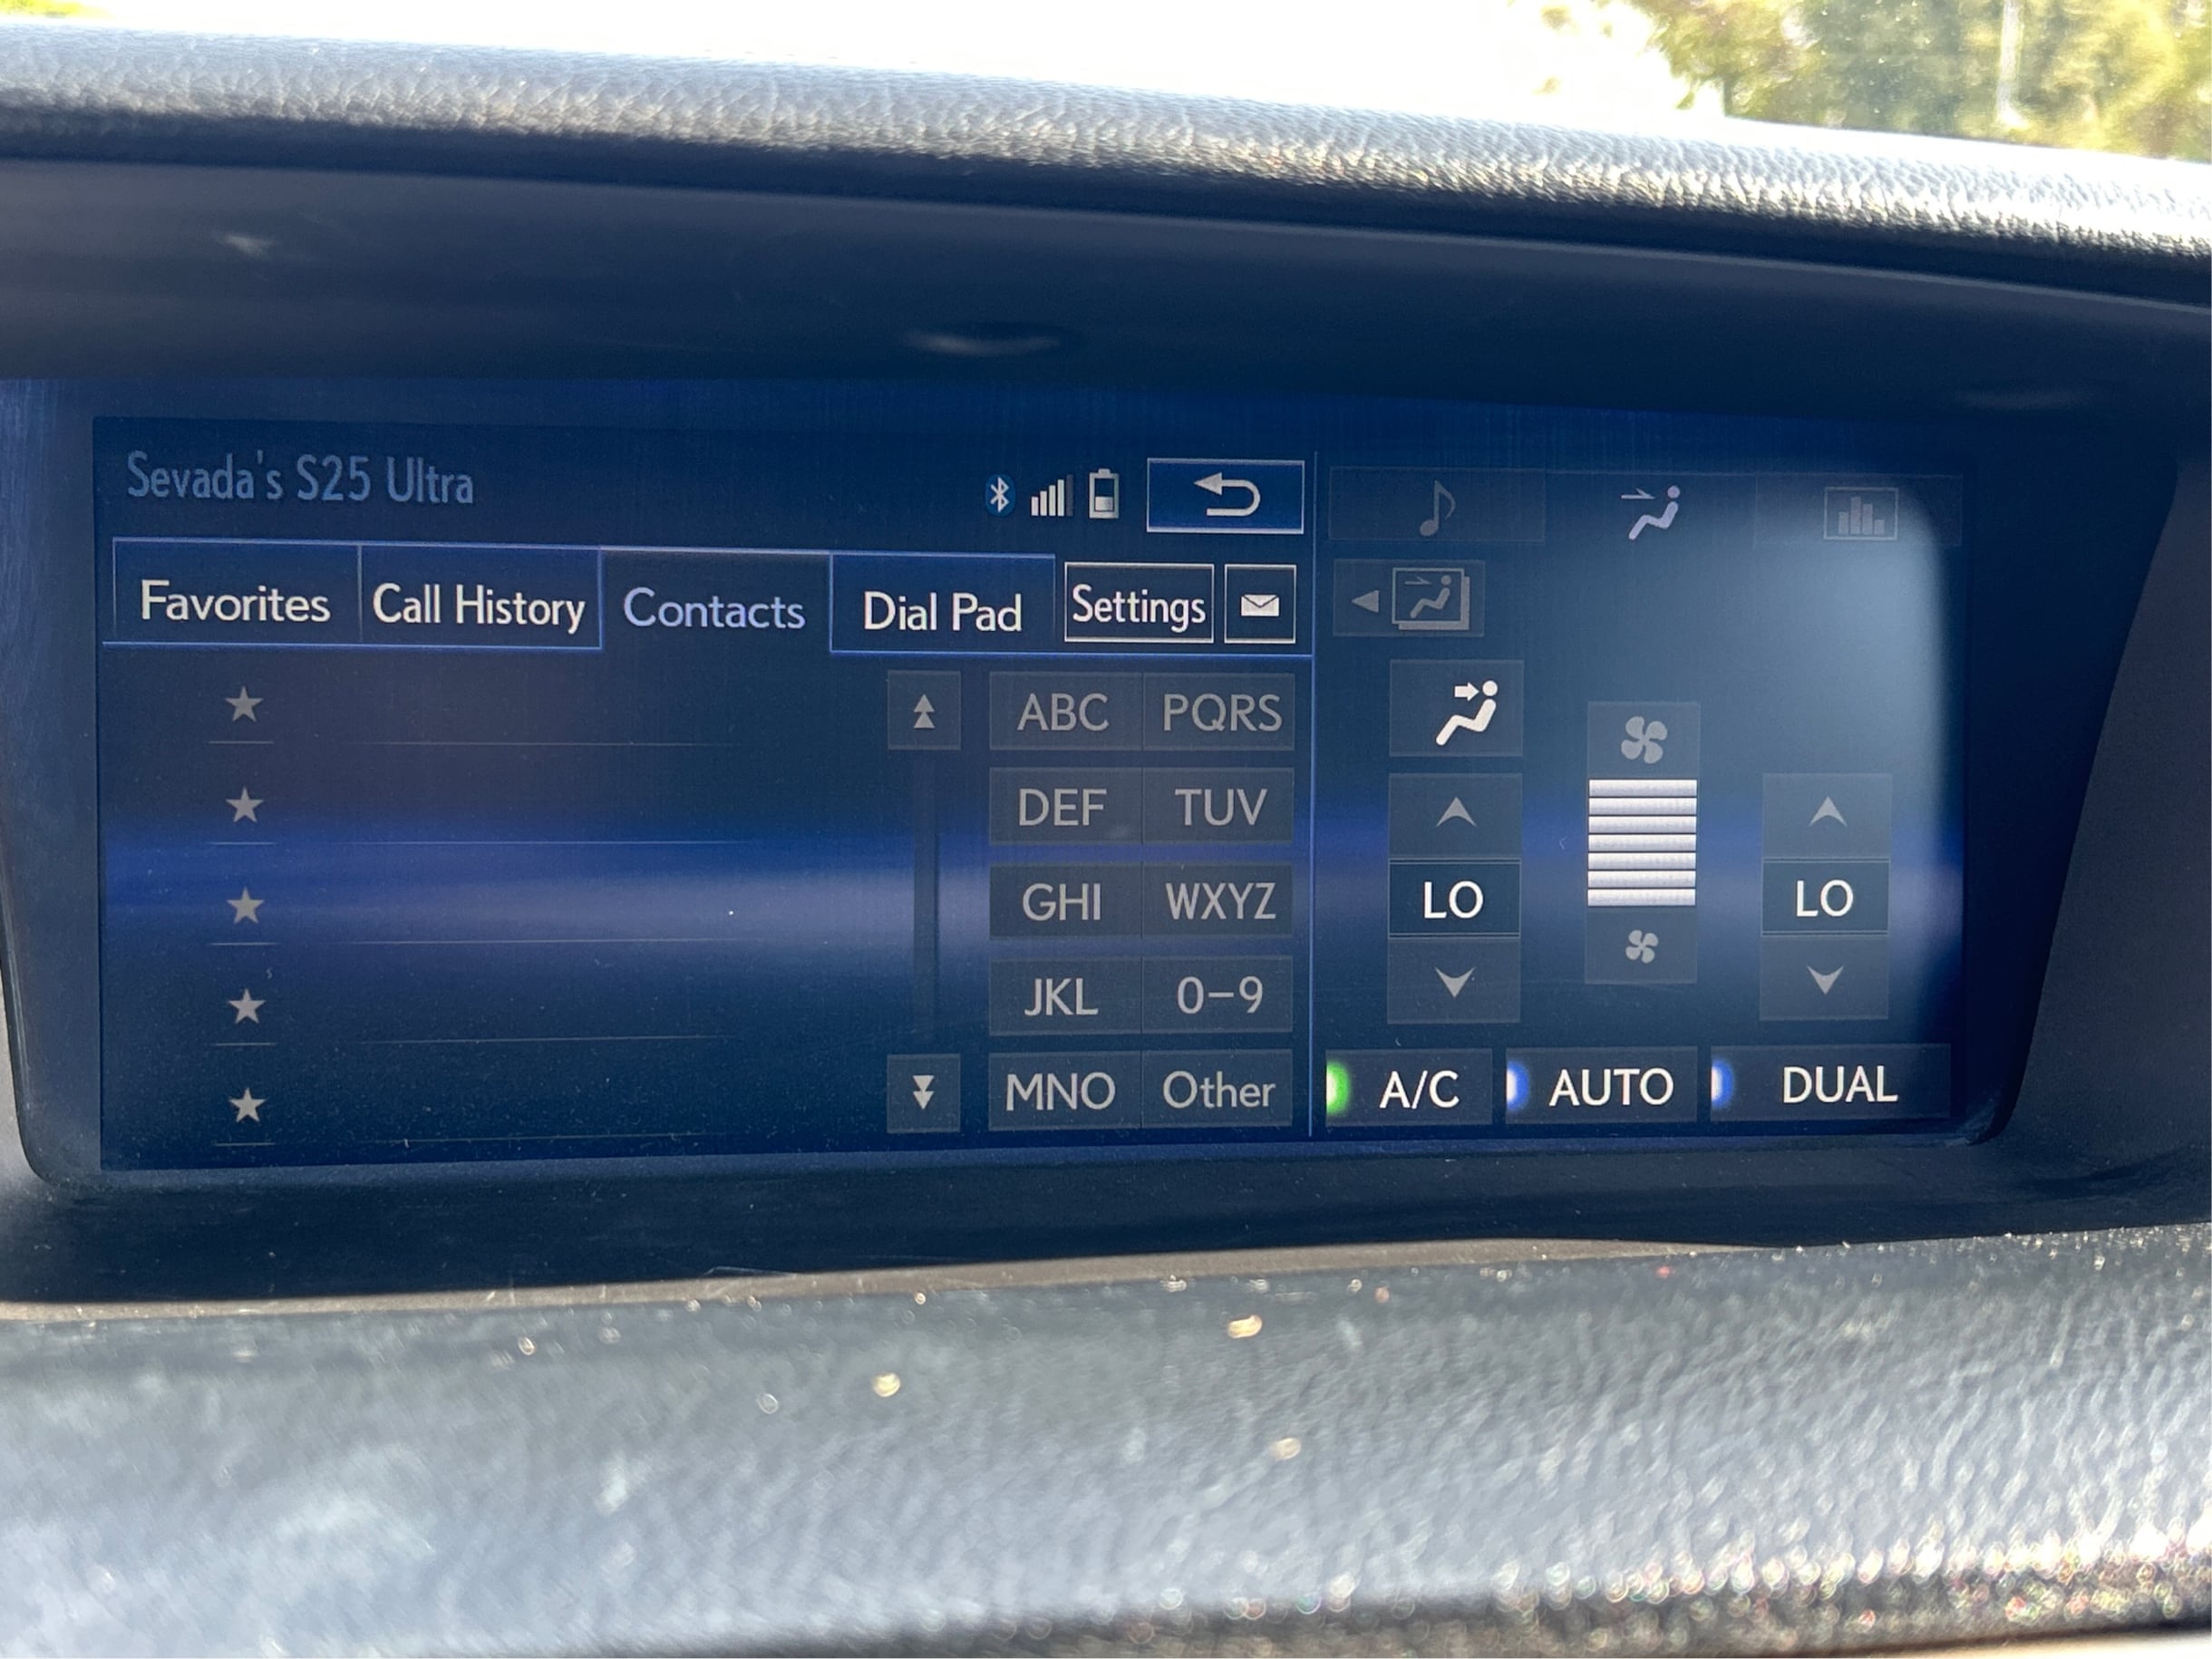 Sevada's S25 Ultra
Favorites Call History Contacts Dial Pad Settings
ABC PQRS
DEF TUV
GHI WXYZ
JKL 0–9
MNO Other
LO LO
A/C AUTO DUAL